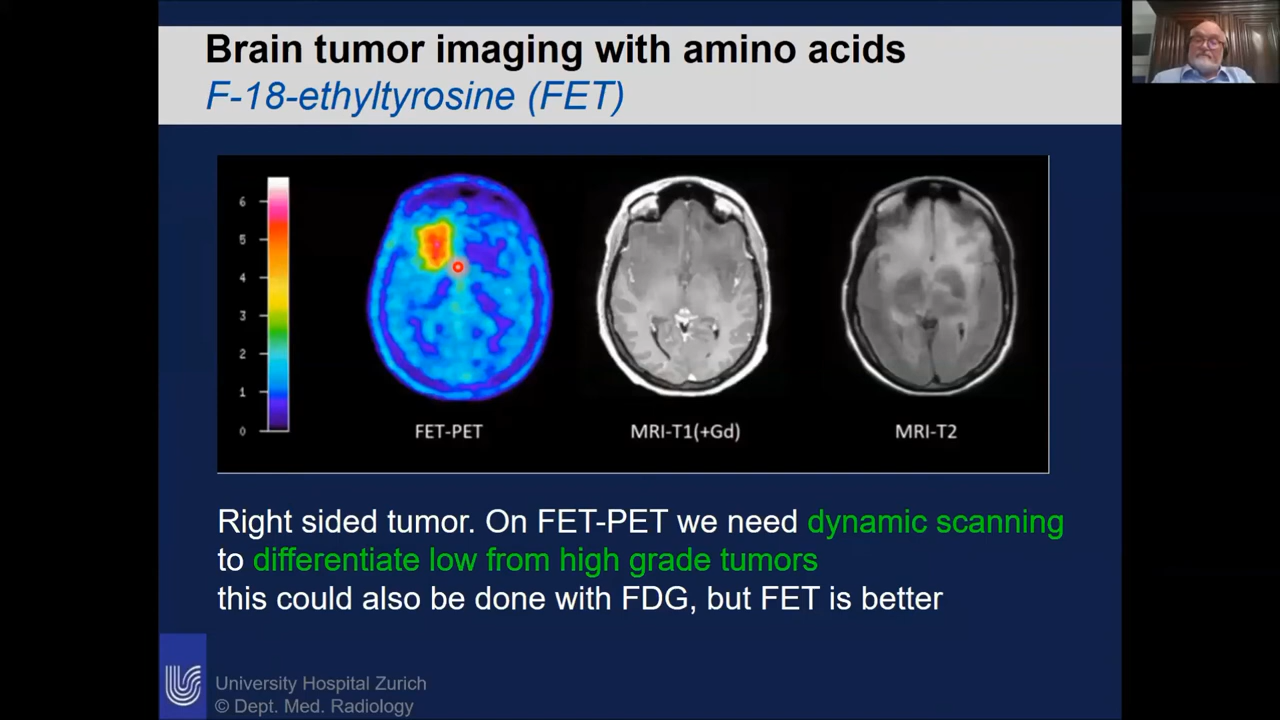 Brain tumor imaging with amino acids
F-18-ethyltyrosine (FET)
6
5
4
3
2
1
0
FET-PET
MRI-T1(+Gd)
MRI-T2
Right sided tumor. On FET-PET we need dynamic scanning
to differentiate low from high grade tumors
this could also be done with FDG, but FET is better
University Hospital Zurich
© Dept. Med. Radiology